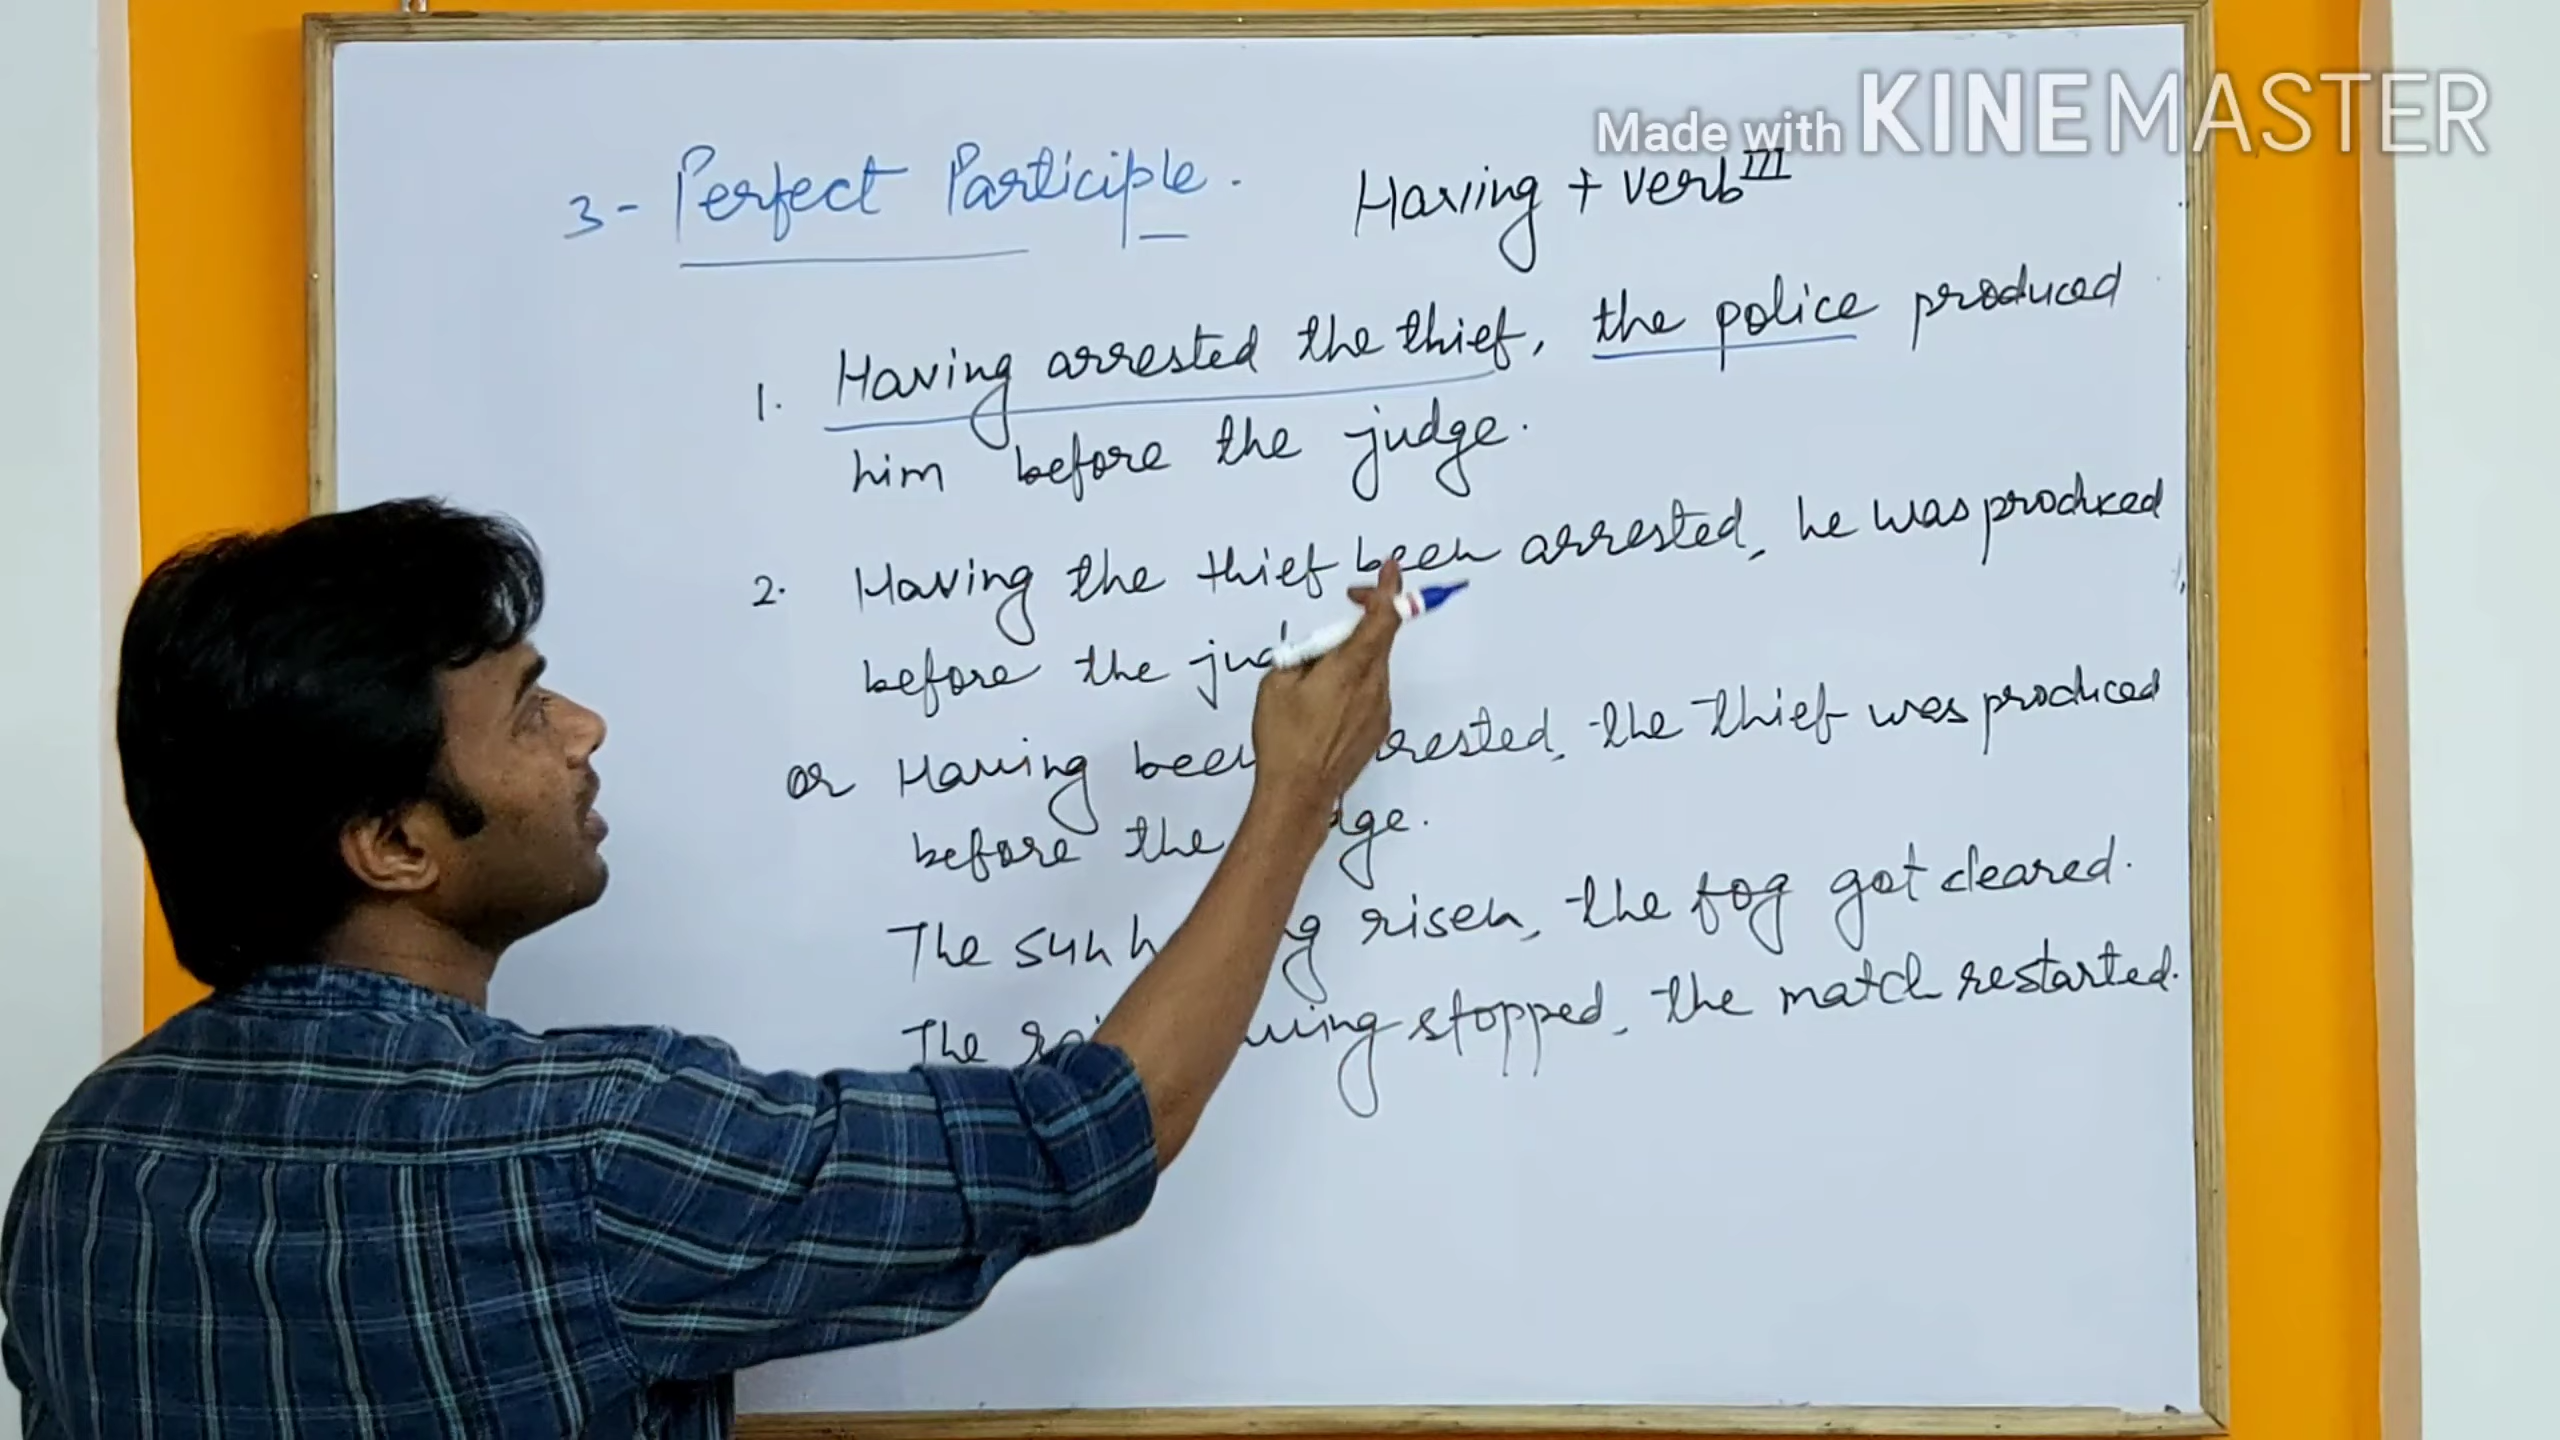 Made with KINEMASTER
3- Perfect Participle. Having + verb III
1. Having arrested the thief, the police produced
him before the judge.
2. Having the thief been arrested, he was produced
before the
or Having been the thief was produced
before the
The sun risen, the fog got cleared.
The stopped, the match restarted.